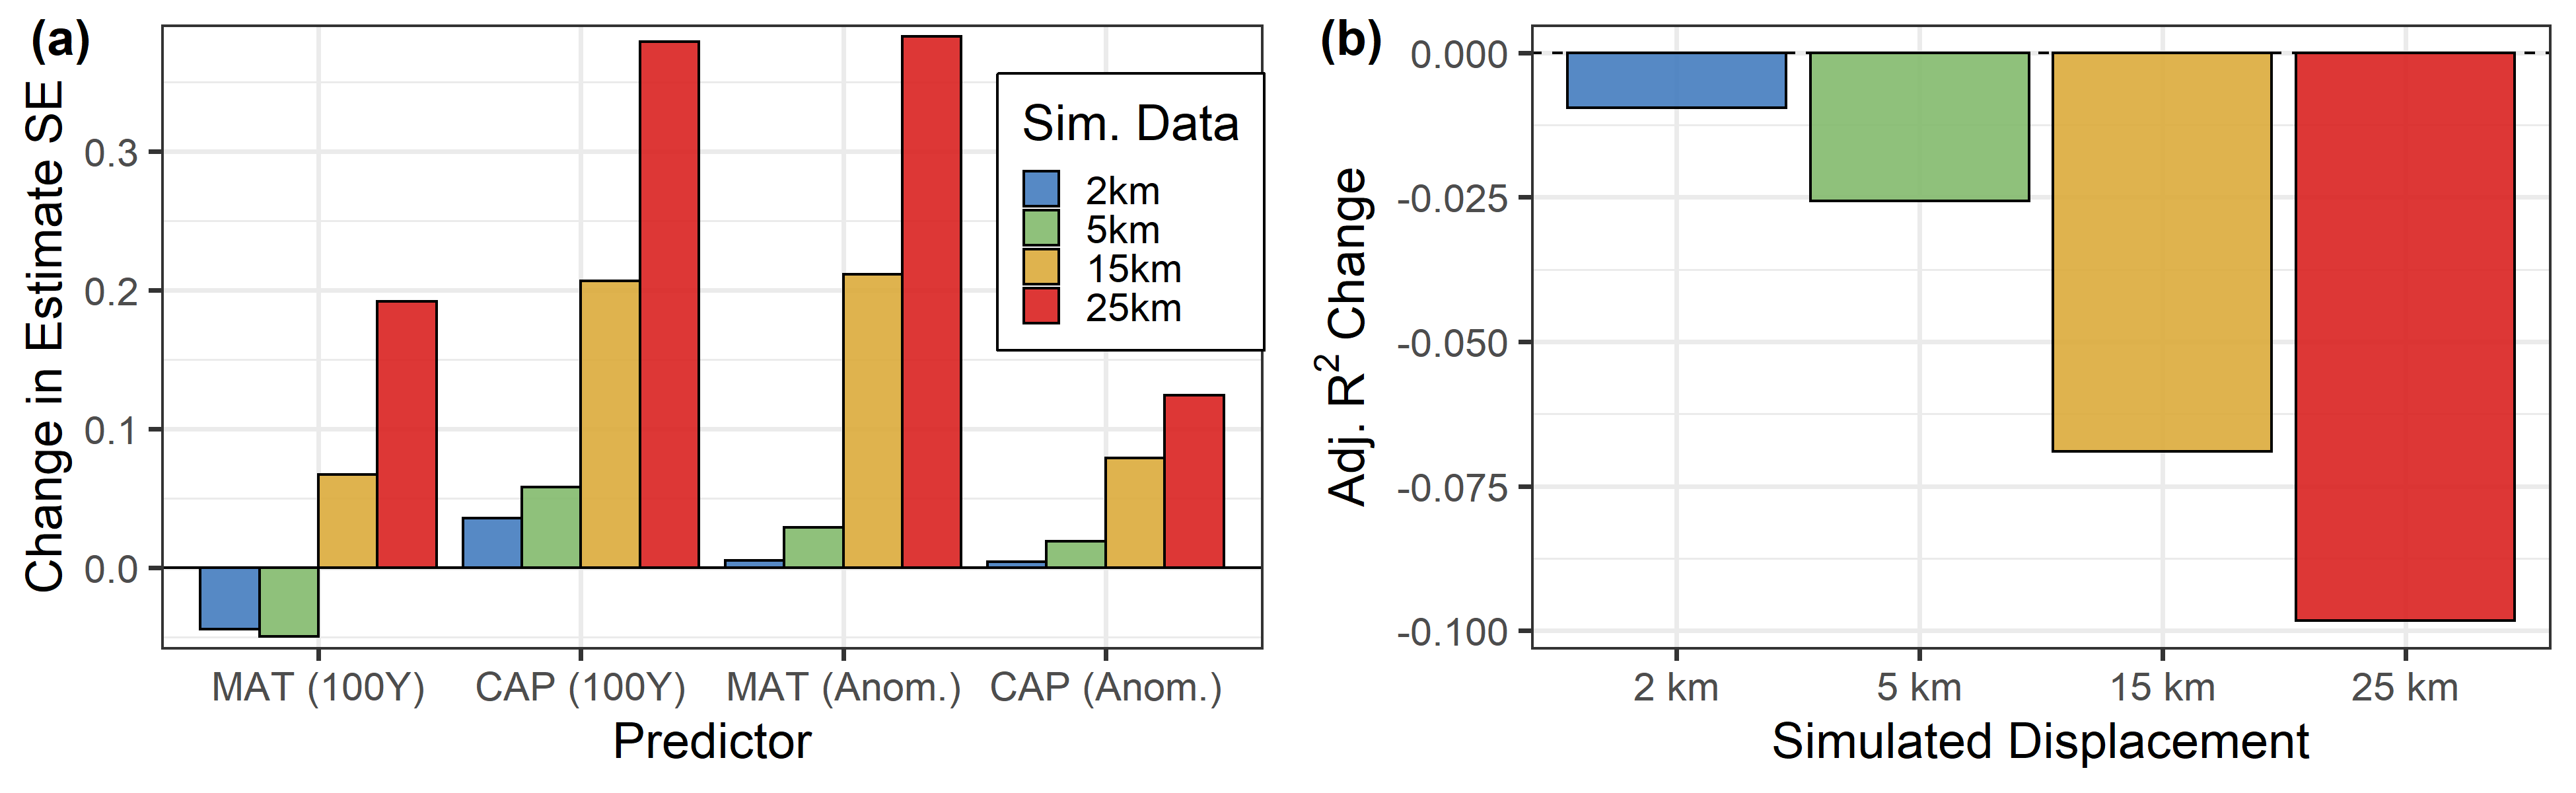 (a)
Change in Estimate SE
0.3
0.2
0.1
0.0
Sim. Data
2km
5km
15km
25km
MAT (100Y) CAP (100Y) MAT (Anom.) CAP (Anom.)
Predictor
(b)
Adj. R² Change
0.000
-0.025
-0.050
-0.075
-0.100
2 km 5 km 15 km 25 km
Simulated Displacement